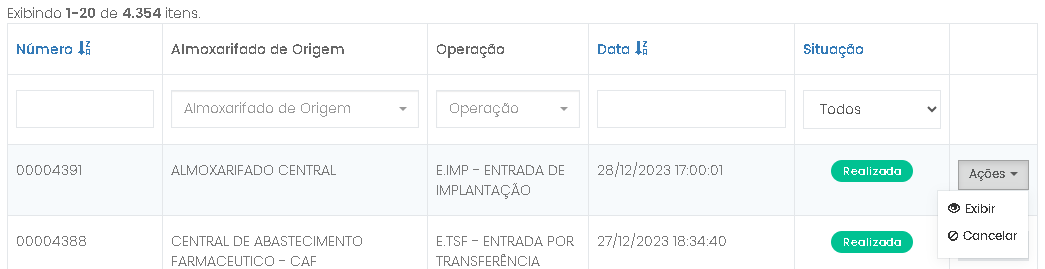 Exibindo 1-20 de 4.354 itens.
Número Almoxarifado de Origem Operação Data Situação
Almoxarifado de Origem Operação Todos
00004391 ALMOXARIFADO CENTRAL E.IMP - ENTRADA DE 28/12/2023 17:00:01 Realizada Ações
IMPLANTAÇÃO
Exibir
Cancelar
00004388 CENTRAL DE ABASTECIMENTO E.TSF - ENTRADA POR 27/12/2023 18:34:40 Realizada
FARMACEUTICO - CAF TRANSFERÊNCIA